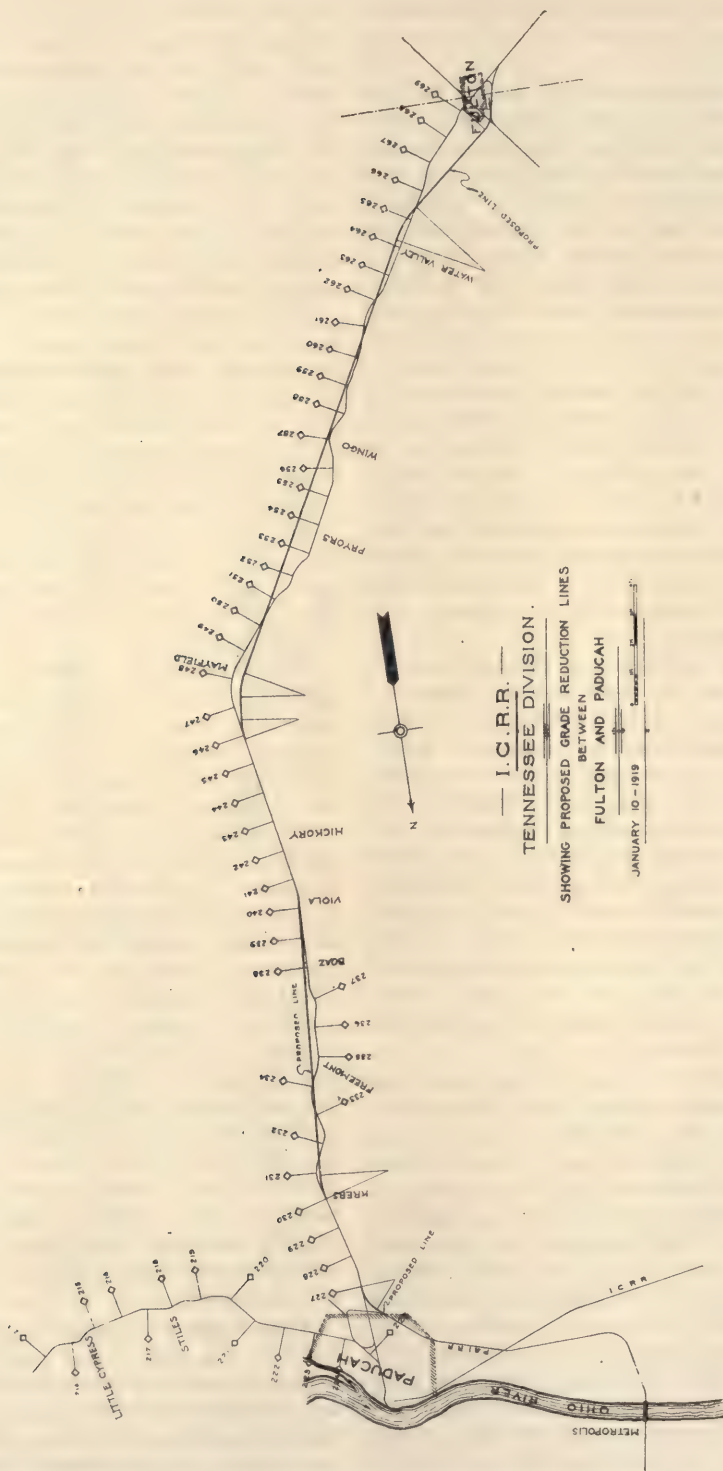 — I.C.R.R. —
TENNESSEE DIVISION.
SHOWING PROPOSED GRADE REDUCTION LINES
BETWEEN
FULTON AND PADUCAH
JANUARY 10-1919
N
FULTON
269
268
267
266
265
264
263
262
261
260
259
258
257
256
255
254
253
252
251
250
249
248
247
246
245
244
243
242
241
240
239
238
237
236
235
234
233
232
231
230
229
228
227
PROPOSED LINE
WATER VALLEY
WINGO
PRYORS
MAYFIELD
HICKORY
VIOLA
BOAZ
PROPOSED LINE
FREEMONT
KREBS
PROPOSED LINE
PADUCAH
I C R R
P & I R R
OHIO
RIVER
METROPOLIS
LITTLE CYPRESS
STILES
215
216
217
218
219
220
222